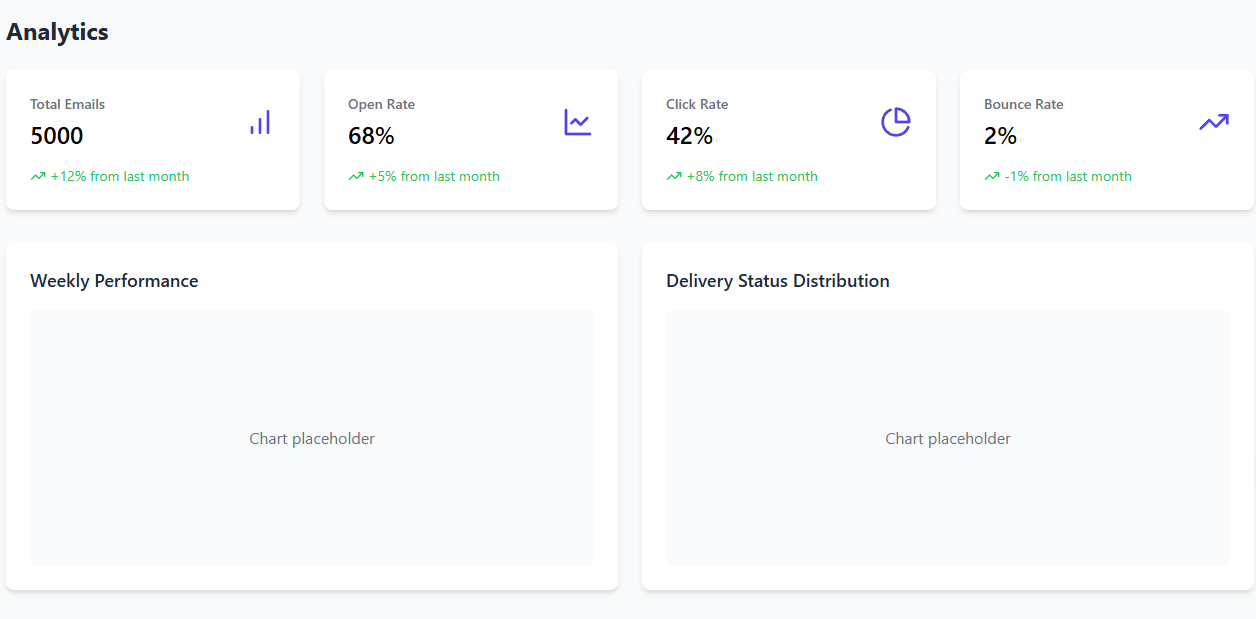 Analytics
Total Emails
5000
+12% from last month
Open Rate
68%
+5% from last month
Click Rate
42%
+8% from last month
Bounce Rate
2%
-1% from last month
Weekly Performance
Chart placeholder
Delivery Status Distribution
Chart placeholder